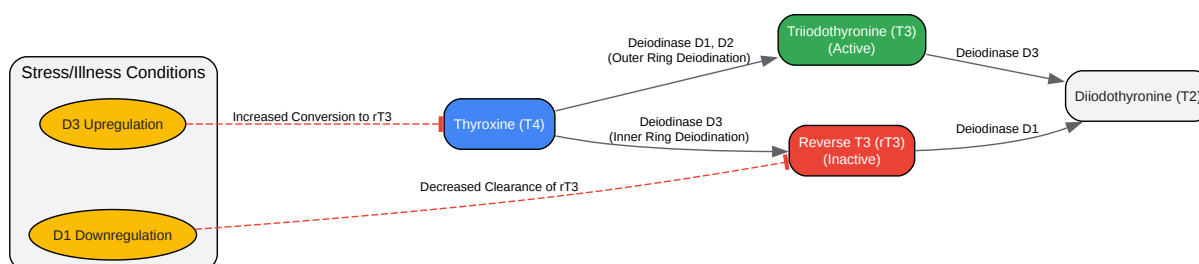 Stress/Illness Conditions
D3 Upregulation
D1 Downregulation
Increased Conversion to rT3
Decreased Clearance of rT3
Thyroxine (T4)
Deiodinase D1, D2
(Outer Ring Deiodination)
Deiodinase D3
(Inner Ring Deiodination)
Triiodothyronine (T3)
(Active)
Reverse T3 (rT3)
(Inactive)
Deiodinase D3
Deiodinase D1
Diiodothyronine (T2)